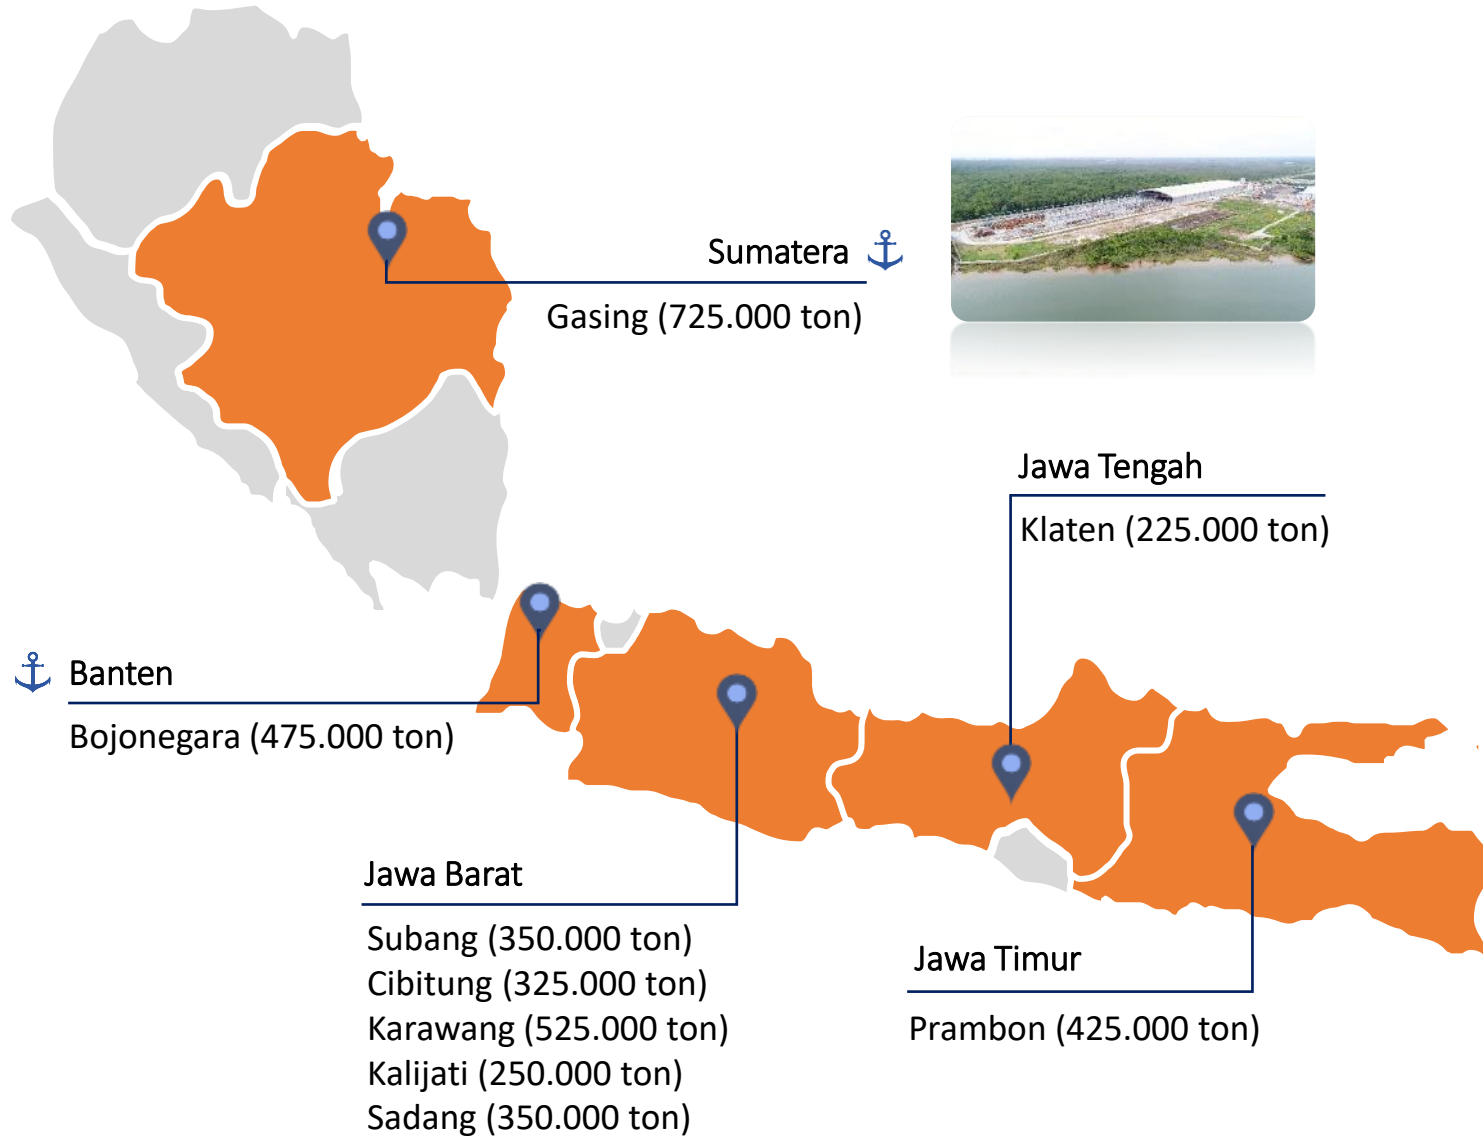 Sumatera
Gasing (725.000 ton)
Jawa Tengah
Klaten (225.000 ton)
Banten
Bojonegara (475.000 ton)
Jawa Barat
Subang (350.000 ton)
Cibitung (325.000 ton)
Karawang (525.000 ton)
Kalijati (250.000 ton)
Sadang (350.000 ton)
Jawa Timur
Prambon (425.000 ton)